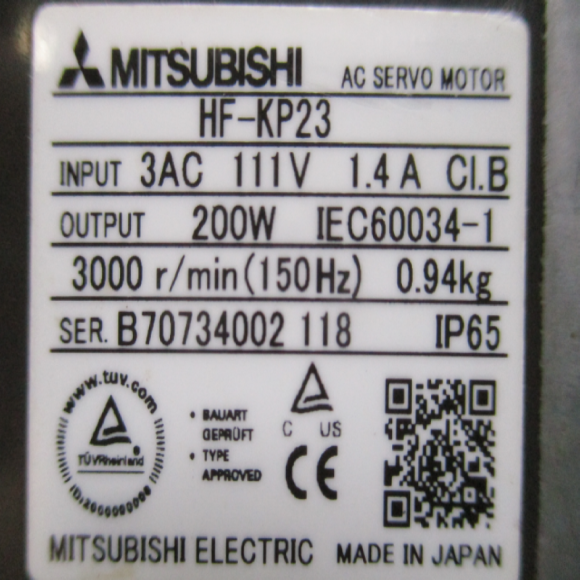 MITSUBISHI AC SERVO MOTOR
HF-KP23
INPUT 3AC 111V 1.4 A CI.B
OUTPUT 200W IEC60034-1
3000 r/min(150Hz) 0.94kg
SER. B70734002 118 IP65
www.tuv.com
TÜVRheinland
• BAUART
GEPRÜFT
• TYPE
APPROVED
C US
CE
MITSUBISHI ELECTRIC MADE IN JAPAN